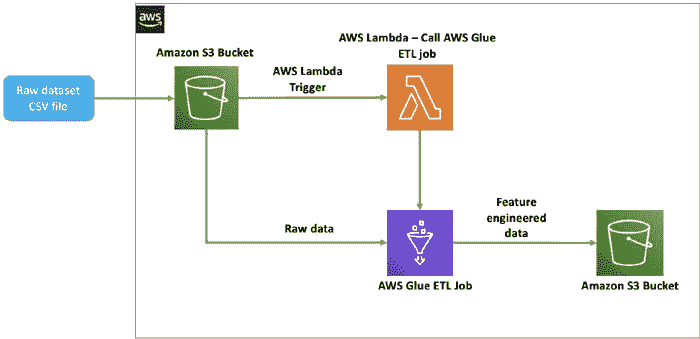 aws
Amazon S3 Bucket
AWS Lambda – Call AWS Glue
ETL job
Raw dataset
CSV file
AWS Lambda
Trigger
Raw data
Feature
engineered
data
AWS Glue ETL Job
Amazon S3 Bucket